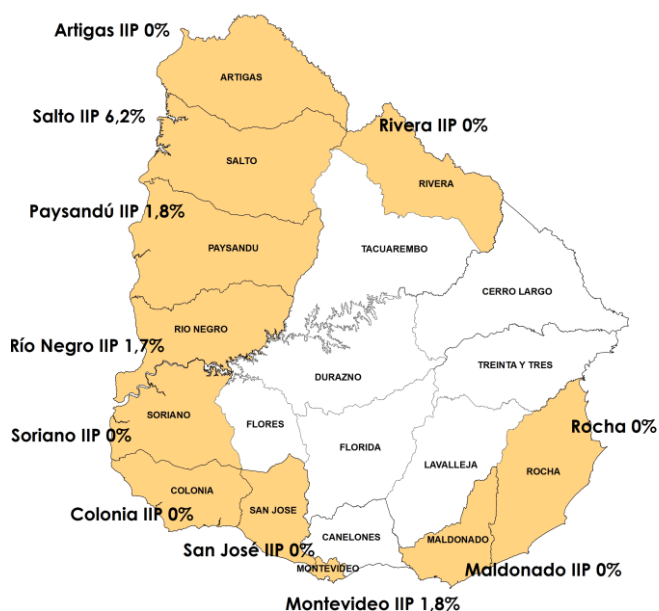 Artigas IIP 0%
ARTIGAS
Salto IIP 6,2%
Rivera IIP 0%
SALTO
RIVERA
Paysandú IIP 1,8%
PAYSANDU
TACUAREMBO
CERRO LARGO
RIO NEGRO
Río Negro IIP 1,7%
TREINTA Y TRES
DURAZNO
SORIANO
FLORES
Rocha 0%
Soriano IIP 0%
FLORIDA
LAVALLEJA
ROCHA
COLONIA
Colonia IIP 0%
SAN JOSE
CANELONES
MALDONADO
San José IIP 0%
MONTEVIDEO
Maldonado IIP 0%
Montevideo IIP 1,8%